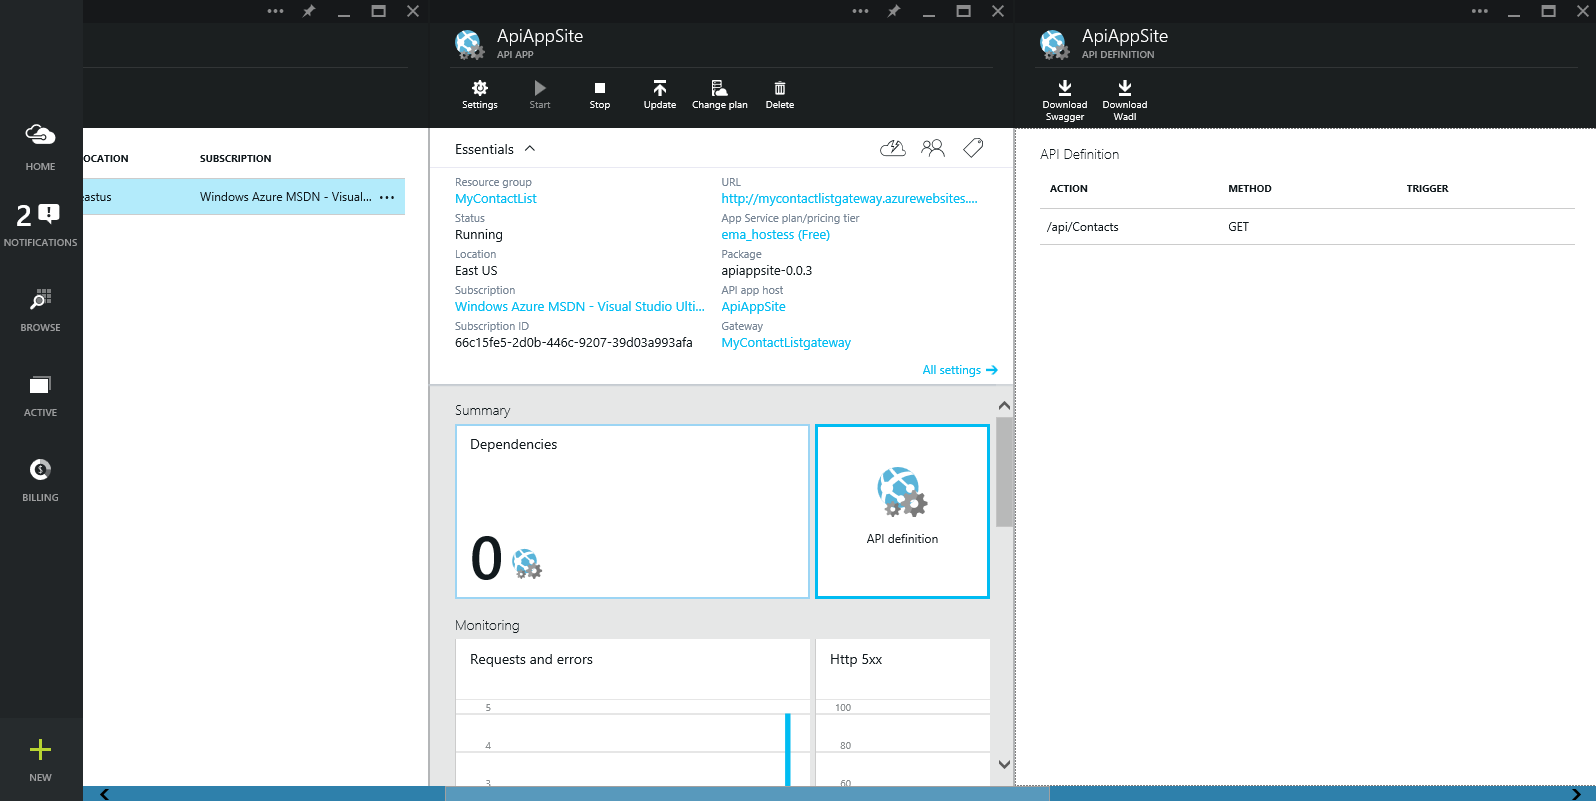 HOME
2
NOTIFICATIONS
BROWSE
ACTIVE
BILLING
NEW
OCATION SUBSCRIPTION
eastus Windows Azure MSDN - Visual... ...
ApiAppSite
API APP
Settings Start Stop Update Change plan Delete
Essentials
Resource group URL
MyContactList http://mycontactlistgateway.azurewebsites....
Status App Service plan/pricing tier
Running ema_hostess (Free)
Location Package
East US apiappsite-0.0.3
Subscription API app host
Windows Azure MSDN - Visual Studio Ulti... ApiAppSite
Subscription ID Gateway
66c15fe5-2d0b-446c-9207-39d03a993afa MyContactListgateway
All settings
Summary
Dependencies
0
API definition
Monitoring
Requests and errors Http 5xx
5 100
4 80
3 60
ApiAppSite
API DEFINITION
Download Swagger Download Wadl
API Definition
ACTION METHOD TRIGGER
/api/Contacts GET